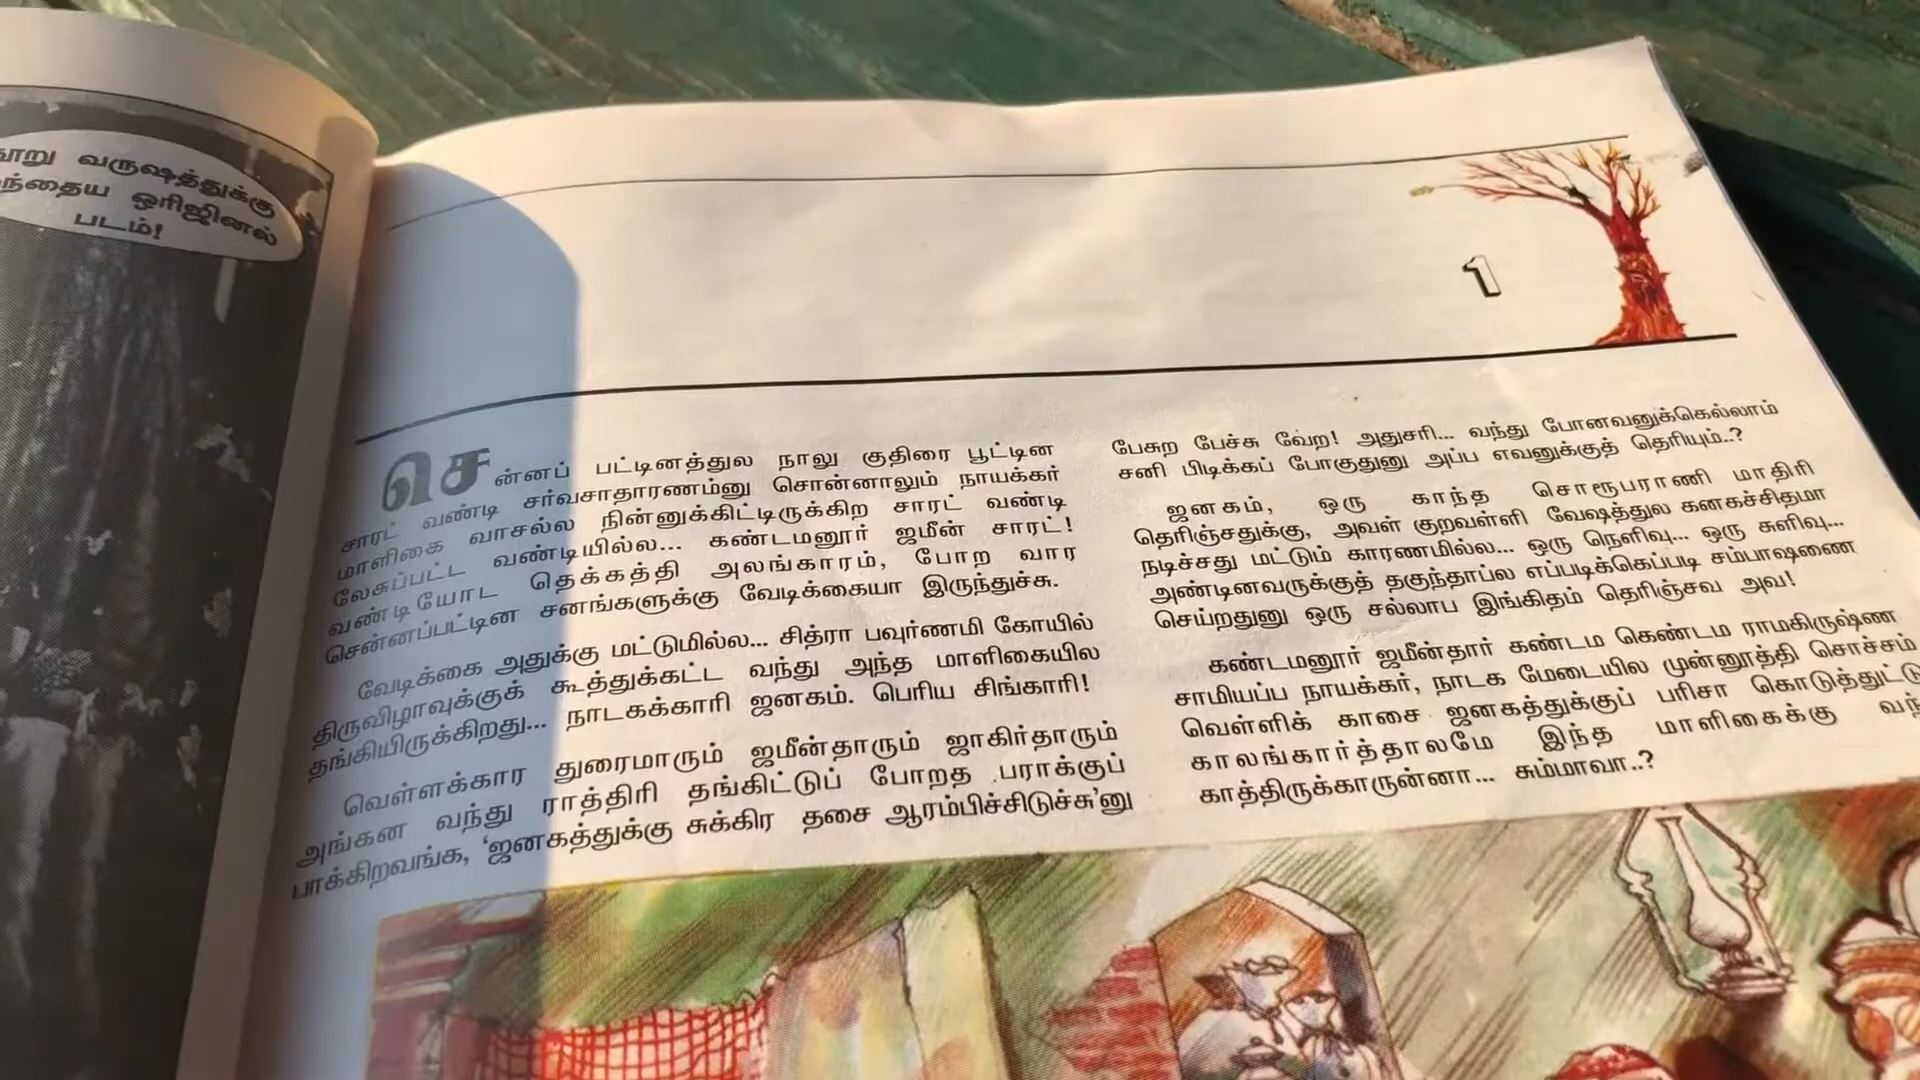 வருஷத்துக்கு
ஒரிஜினல்
படம்!
1
சென்னப் பட்டினத்துல நாலு குதிரை பூட்டின
சாரட் வண்டி சர்வசாதாரணம்னு சொன்னாலும் நாயக்கர்
மாளிகை வாசல்ல நின்னுக்கிட்டிருக்கிற சாரட் வண்டி
லேசுப்பட்ட வண்டியில்ல... கண்டமனூர் ஜமீன் சாரட்!
வண்டியோட தெக்கத்தி அலங்காரம், போற வார
சென்னப்பட்டின சனங்களுக்கு வேடிக்கையா இருந்துச்சு.
வேடிக்கை அதுக்கு மட்டுமில்ல... சித்ரா பவுர்ணமி கோயில்
திருவிழாவுக்குக் கூத்துக்கட்ட வந்து அந்த மாளிகையில
தங்கியிருக்கிறது... நாடகக்காரி ஜனகம். பெரிய சிங்காரி!
வெள்ளக்கார துரைமாரும் ஜமீன்தாரும் ஜாகிர்தாரும்
அங்கன வந்து ராத்திரி தங்கிட்டுப் போறத பராக்குப்
பாக்கிறவங்க, ‘ஜனகத்துக்கு சுக்கிர தசை ஆரம்பிச்சிடுச்சு’னு
பேசுற பேச்சு வேற! அதுசரி... வந்து போனவனுக்கெல்லாம்
சனி பிடிக்கப் போகுதுனு அப்ப எவனுக்குத் தெரியும்..?
ஜனகம், ஒரு காந்த சொரூபராணி மாதிரி
தெரிஞ்சதுக்கு, அவள் குறவள்ளி வேஷத்துல கனகச்சிதமா
நடிச்சது மட்டும் காரணமில்ல... ஒரு நெளிவு... ஒரு சுளிவு...
அண்டினவருக்குத் தகுந்தாப்ல எப்படிக்கெப்படி சம்பாஷணை
செய்றதுனு ஒரு சல்லாப இங்கிதம் தெரிஞ்சவ அவ!
கண்டமனூர் ஜமீன்தார் கண்டம கெண்டம ராமகிருஷ்ண
சாமியப்ப நாயக்கர், நாடக மேடையில முன்னூத்தி சொச்சம்
வெள்ளிக் காசை ஜனகத்துக்குப் பரிசா கொடுத்துட்டு
காலங்கார்த்தாலமே இந்த மாளிகைக்கு
காத்திருக்காருன்னா... சும்மாவா..?